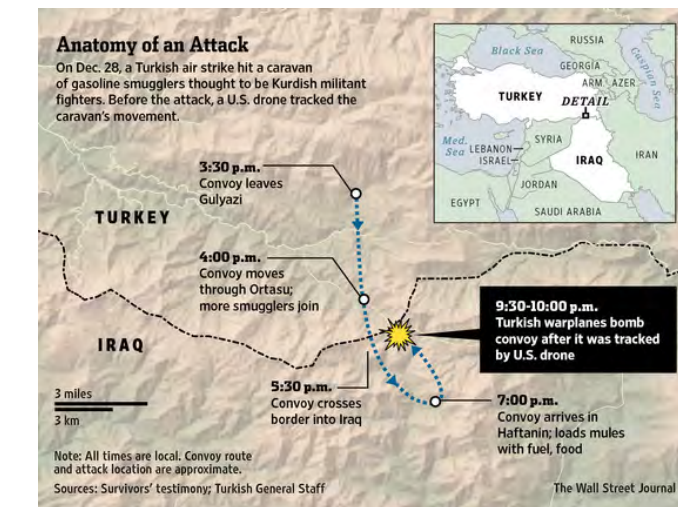 Anatomy of an Attack
On Dec. 28, a Turkish air strike hit a caravan
of gasoline smugglers thought to be Kurdish militant
fighters. Before the attack, a U.S. drone tracked the
caravan's movement.
RUSSIA
Black Sea
Caspian Sea
GEORGIA
ARM.
AZER.
TURKEY
DETAIL
Med.
Sea
LEBANON
ISRAEL
SYRIA
IRAQ
IRAN
JORDAN
EGYPT
SAUDI ARABIA
3:30 p.m.
Convoy leaves
Gulyazi
TURKEY
4:00 p.m.
Convoy moves
through Ortasu;
more smugglers join
9:30-10:00 p.m.
Turkish warplanes bomb
convoy after it was tracked
by U.S. drone
IRAQ
5:30 p.m.
Convoy crosses
border into Iraq
7:00 p.m.
Convoy arrives in
Haftanin; loads mules
with fuel, food
3 miles
3 km
Note: All times are local. Convoy route
and attack location are approximate.
Sources: Survivors' testimony; Turkish General Staff
The Wall Street Journal